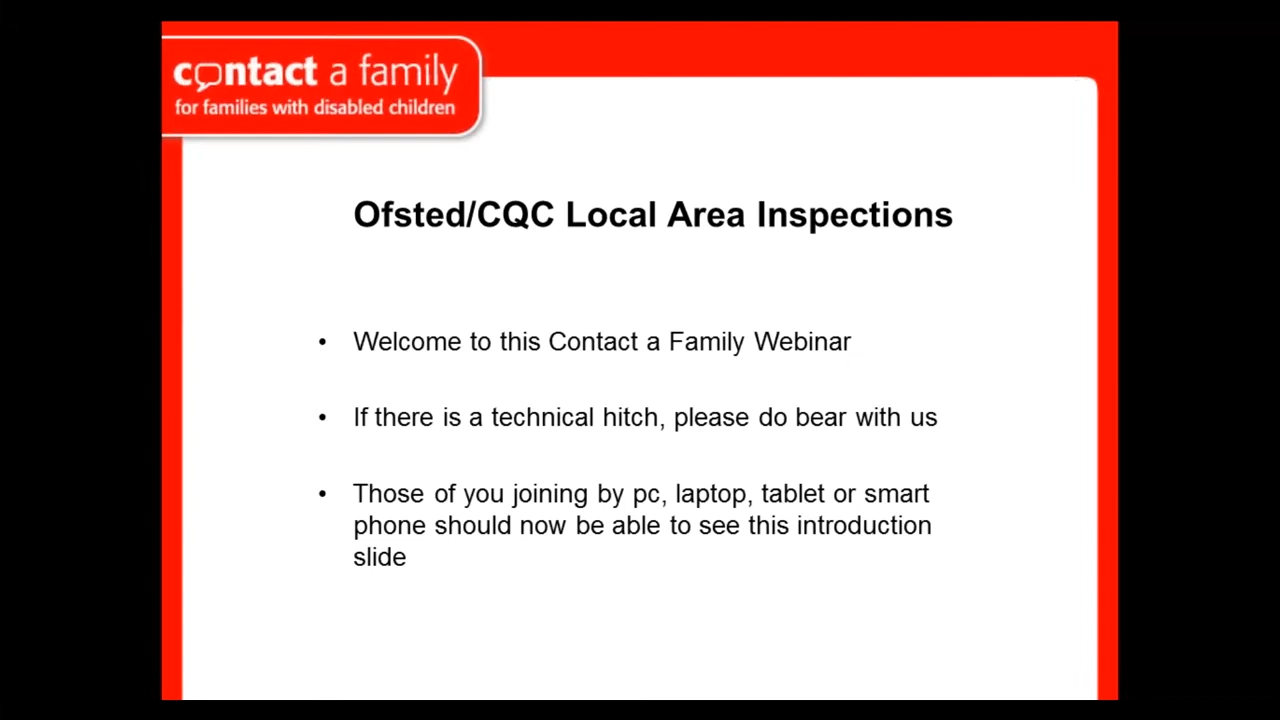 contact a family
for families with disabled children
Ofsted/CQC Local Area Inspections
• Welcome to this Contact a Family Webinar
• If there is a technical hitch, please do bear with us
• Those of you joining by pc, laptop, tablet or smart
phone should now be able to see this introduction
slide